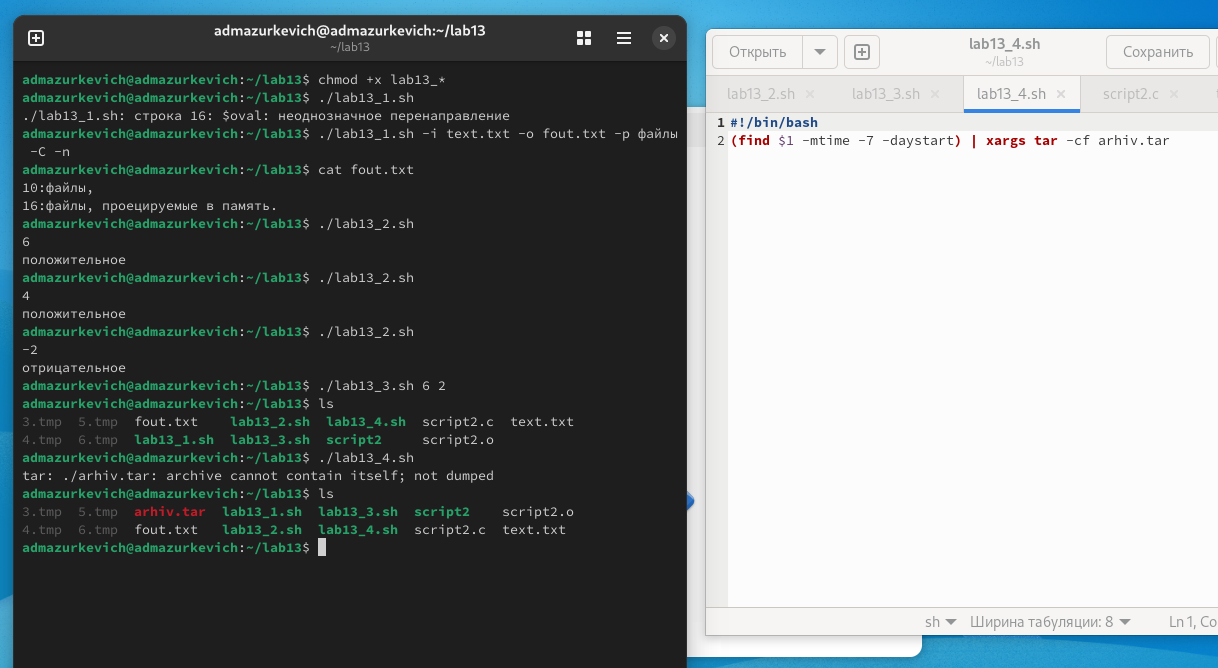 admazurkevich@admazurkevich:~/lab13
~/lab13
admazurkevich@admazurkevich:~/lab13$ chmod +x lab13_*
admazurkevich@admazurkevich:~/lab13$ ./lab13_1.sh
./lab13_1.sh: строка 16: $oval: неоднозначное перенаправление
admazurkevich@admazurkevich:~/lab13$ ./lab13_1.sh -i text.txt -o fout.txt -p файлы
-C -n
admazurkevich@admazurkevich:~/lab13$ cat fout.txt
10:файлы,
16:файлы, проецируемые в память.
admazurkevich@admazurkevich:~/lab13$ ./lab13_2.sh
6
положительное
admazurkevich@admazurkevich:~/lab13$ ./lab13_2.sh
4
положительное
admazurkevich@admazurkevich:~/lab13$ ./lab13_2.sh
-2
отрицательное
admazurkevich@admazurkevich:~/lab13$ ./lab13_3.sh 6 2
admazurkevich@admazurkevich:~/lab13$ ls
3.tmp 5.tmp fout.txt lab13_2.sh lab13_4.sh script2.c text.txt
4.tmp 6.tmp lab13_1.sh lab13_3.sh script2 script2.o
admazurkevich@admazurkevich:~/lab13$ ./lab13_4.sh
tar: ./arhiv.tar: archive cannot contain itself; not dumped
admazurkevich@admazurkevich:~/lab13$ ls
3.tmp 5.tmp arhiv.tar lab13_1.sh lab13_3.sh script2 script2.o
4.tmp 6.tmp fout.txt lab13_2.sh lab13_4.sh script2.c text.txt
admazurkevich@admazurkevich:~/lab13$
Открыть
lab13_4.sh
~/lab13
Сохранить
lab13_2.sh lab13_3.sh lab13_4.sh script2.c
1 #!/bin/bash
2 (find $1 -mtime -7 -daystart) | xargs tar -cf arhiv.tar
sh Ширина табуляции: 8 Ln 1, Co